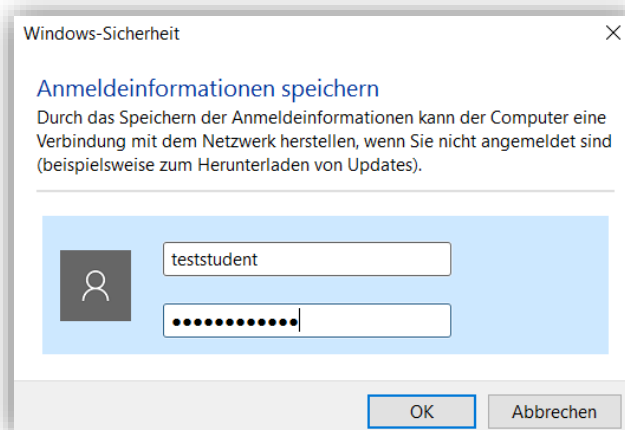 Windows-Sicherheit
Anmeldeinformationen speichern
Durch das Speichern der Anmeldeinformationen kann der Computer eine
Verbindung mit dem Netzwerk herstellen, wenn Sie nicht angemeldet sind
(beispielsweise zum Herunterladen von Updates).
teststudent
●●●●●●●●●●●●
OK Abbrechen